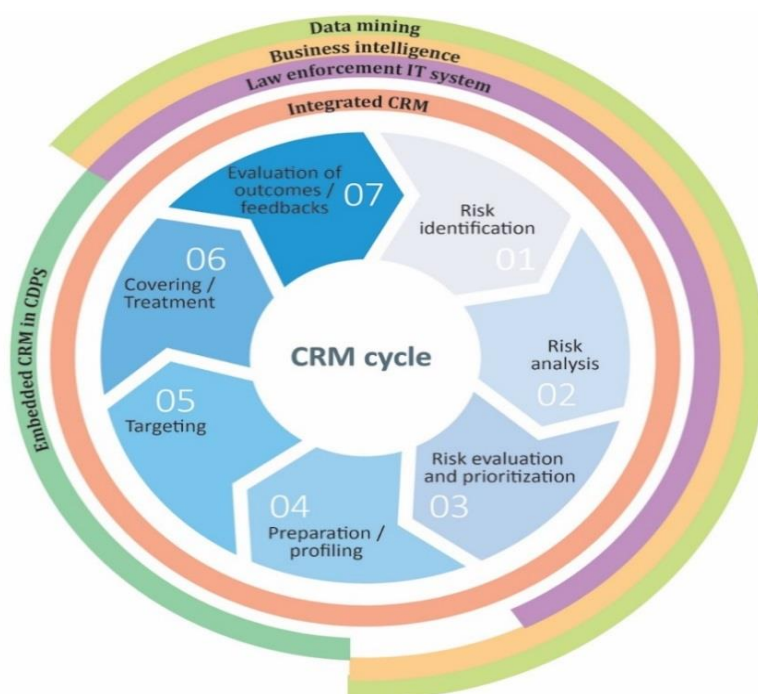 Data mining
Business intelligence
Law enforcement IT system
Integrated CRM
Embedded CRM in CDPS
CRM cycle
Risk
identification
01
Risk
analysis
02
Risk evaluation
and prioritization
03
04
Preparation /
profiling
05
Targeting
06
Covering /
Treatment
Evaluation of
outcomes /
feedbacks
07